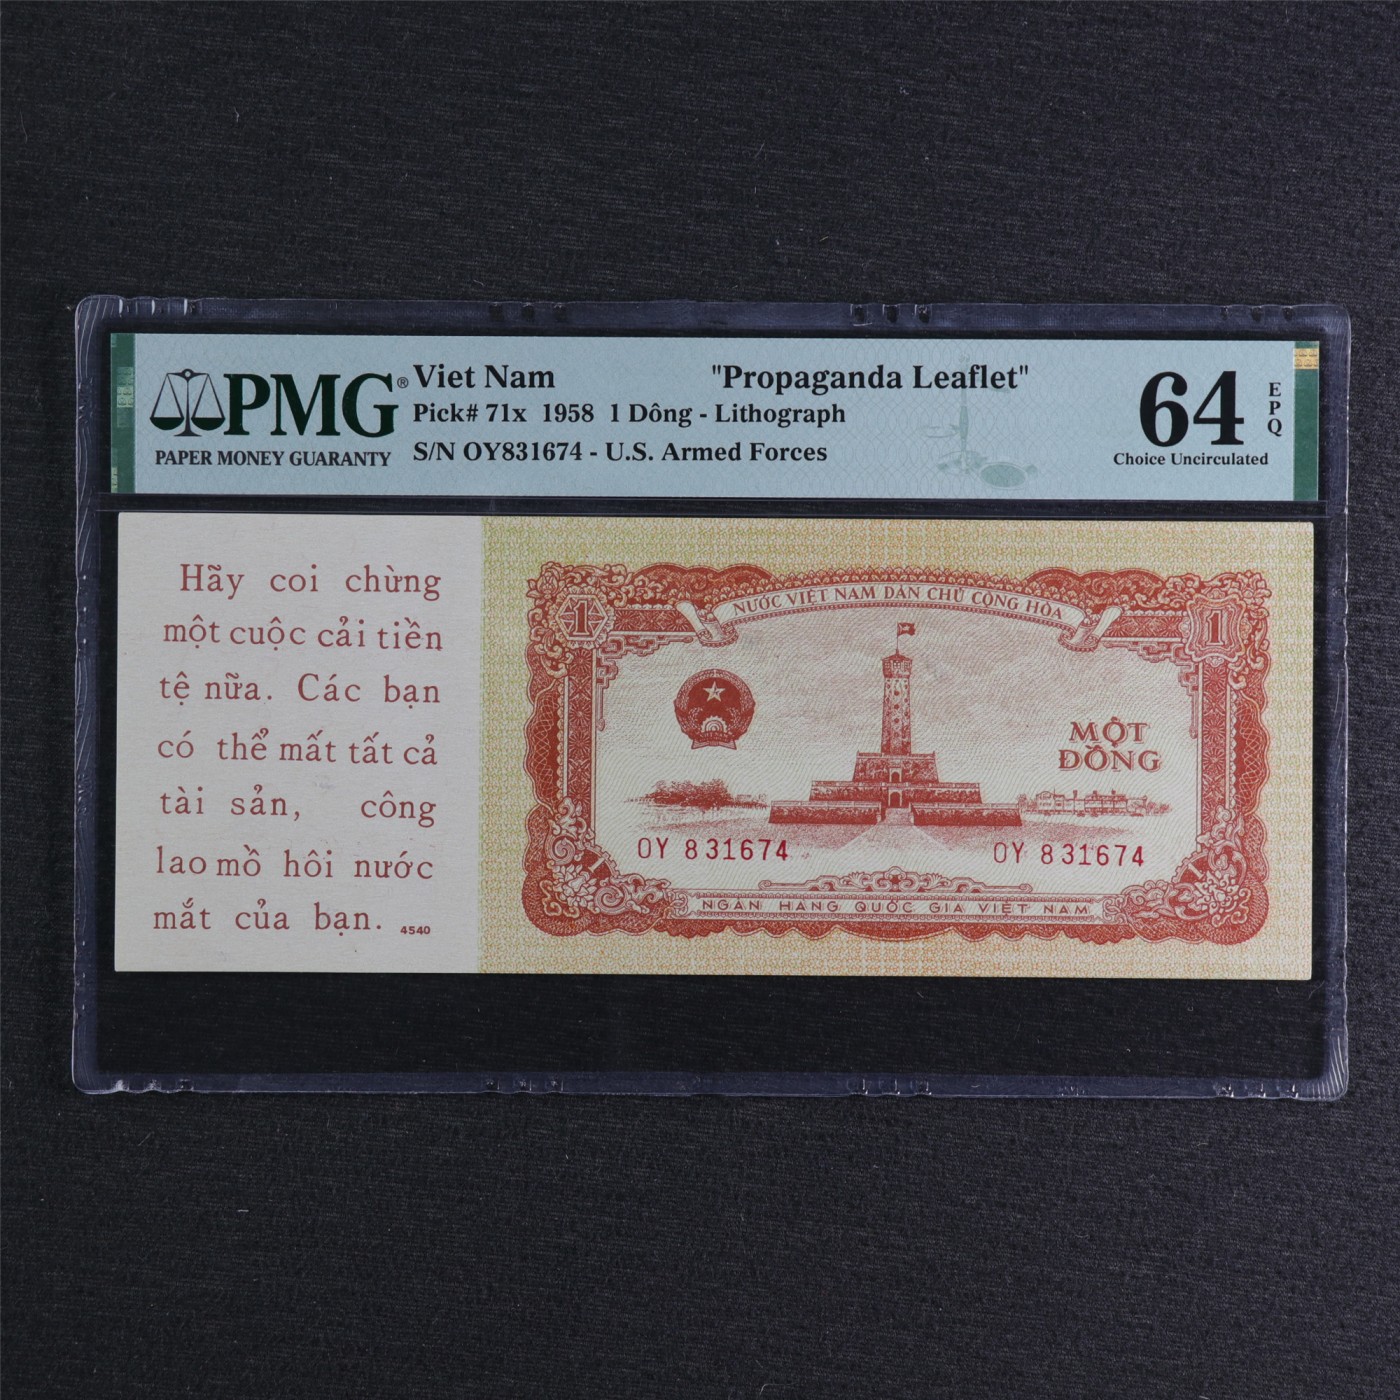 PMG®
PAPER MONEY GUARANTY
Viet Nam "Propaganda Leaflet"
Pick# 71x 1958 1 Dông - Lithograph
S/N OY831674 - U.S. Armed Forces
64
EPQ
Choice Uncirculated
Hãy coi chừng
một cuộc cải tiền
tệ nữa. Các bạn
có thể mất tất cả
tài sản, công
lao mồ hôi nước
mắt của bạn. 4540
NƯỚC VIỆT NAM DÂN CHỦ CỘNG HÒA
1 1
MỘT
ĐỒNG
OY 831674 OY 831674
NGÂN HÀNG QUỐC GIA VIỆT NAM